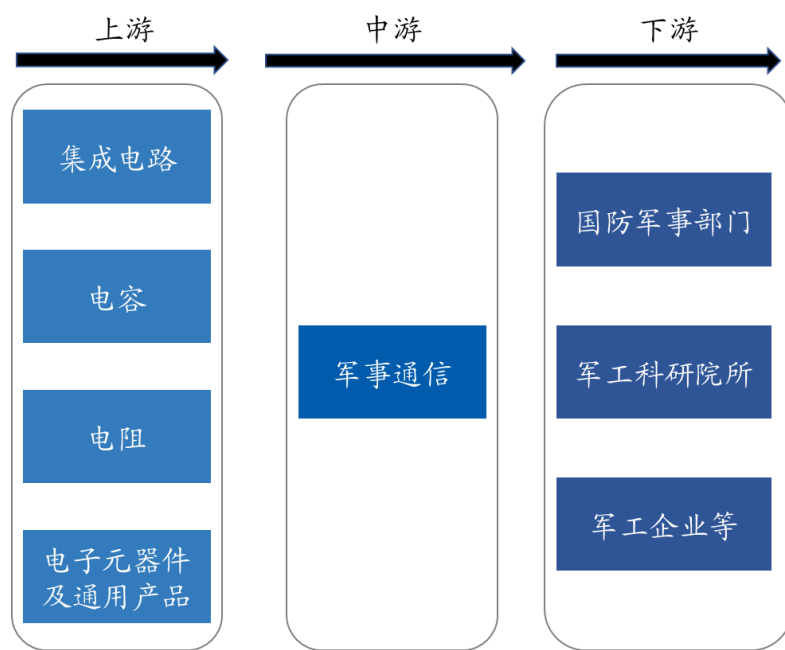 上游
中游
下游
集成电路
电容
电阻
电子元器件
及通用产品
军事通信
国防军事部门
军工科研院所
军工企业等